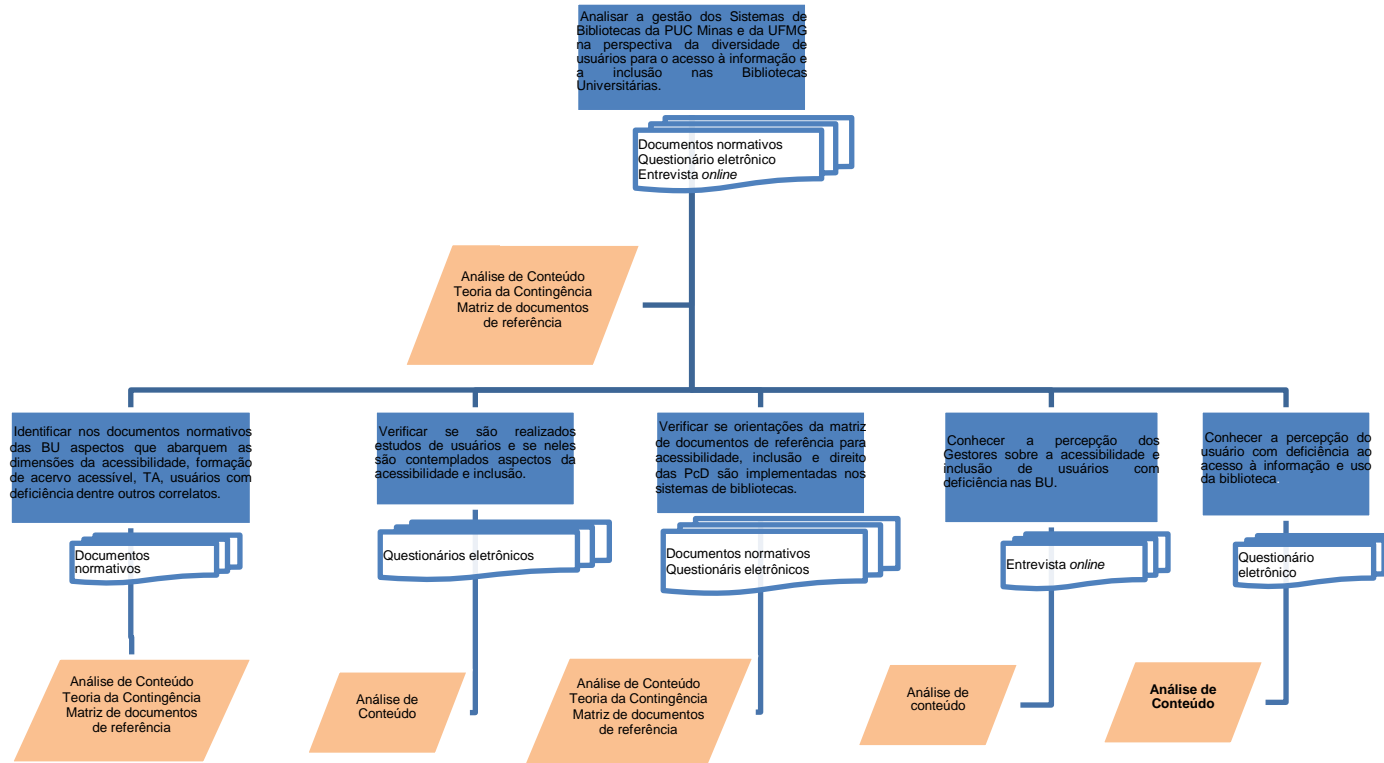 Analisar a gestão dos Sistemas de
Bibliotecas da PUC Minas e da UFMG
na perspectiva da diversidade de
usuários para o acesso à informação e
a inclusão nas Bibliotecas
Universitárias.
Documentos normativos
Questionário eletrônico
Entrevista online
Análise de Conteúdo
Teoria da Contingência
Matriz de documentos
de referência
Identificar nos documentos normativos
das BU aspectos que abarquem as
dimensões da acessibilidade, formação
de acervo acessível, TA, usuários com
deficiência dentre outros correlatos.
Documentos
normativos
Análise de Conteúdo
Teoria da Contingência
Matriz de documentos
de referência
Verificar se são realizados
estudos de usuários e se neles
são contemplados aspectos da
acessibilidade e inclusão.
Questionários eletrônicos
Análise de
Conteúdo
Verificar se orientações da matriz
de documentos de referência para
acessibilidade, inclusão e direito
das PcD são implementadas nos
sistemas de bibliotecas.
Documentos normativos
Questionáris eletrônicos
Análise de Conteúdo
Teoria da Contingência
Matriz de documentos
de referência
Conhecer a percepção dos
Gestores sobre a acessibilidade e
inclusão de usuários com
deficiência nas BU.
Entrevista online
Análise de
conteúdo
Conhecer a percepção do
usuário com deficiência ao
acesso à informação e uso
da biblioteca.
Questionário
eletrônico
Análise de
Conteúdo